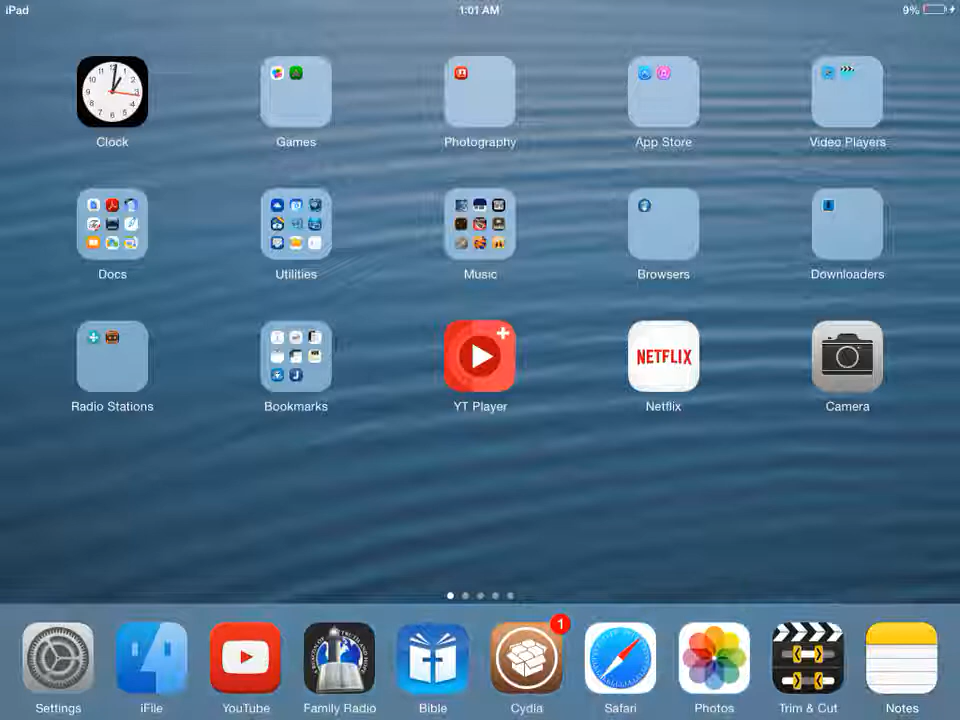 iPad 1:01 AM 9%
Clock Games Photography App Store Video Players
Docs Utilities Music Browsers Downloaders
NETFLIX
Radio Stations Bookmarks YT Player Netflix Camera
1
Settings iFile YouTube Family Radio Bible Cydia Safari Photos Trim & Cut Notes